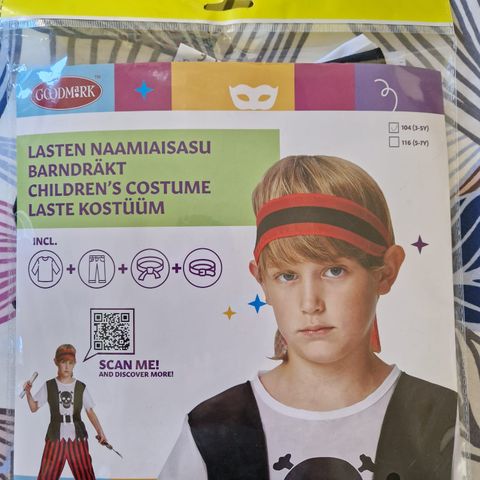 GOODMARK
TM
LASTEN NAAMIAISASU
BARNDRÄKT
CHILDREN'S COSTUME
LASTE KOSTÜÜM
104 (3-5Y)
116 (5-7Y)
INCL.
+ + +
SCAN ME!
AND DISCOVER MORE!